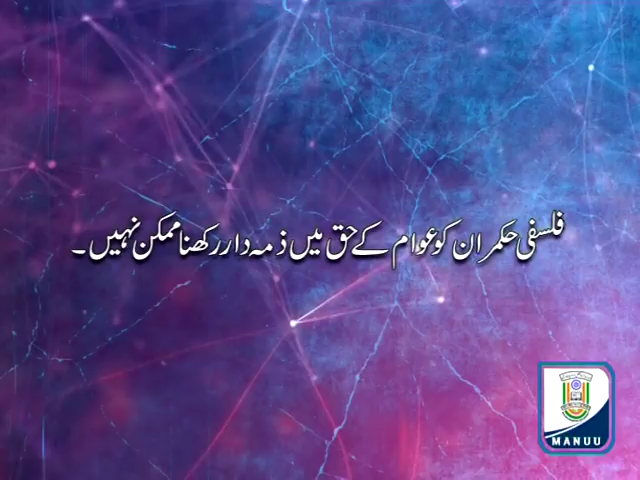 فلسفی حکمران کو عوام کے حق میں ذمہ دار رکھنا ممکن نہیں۔
MANUU